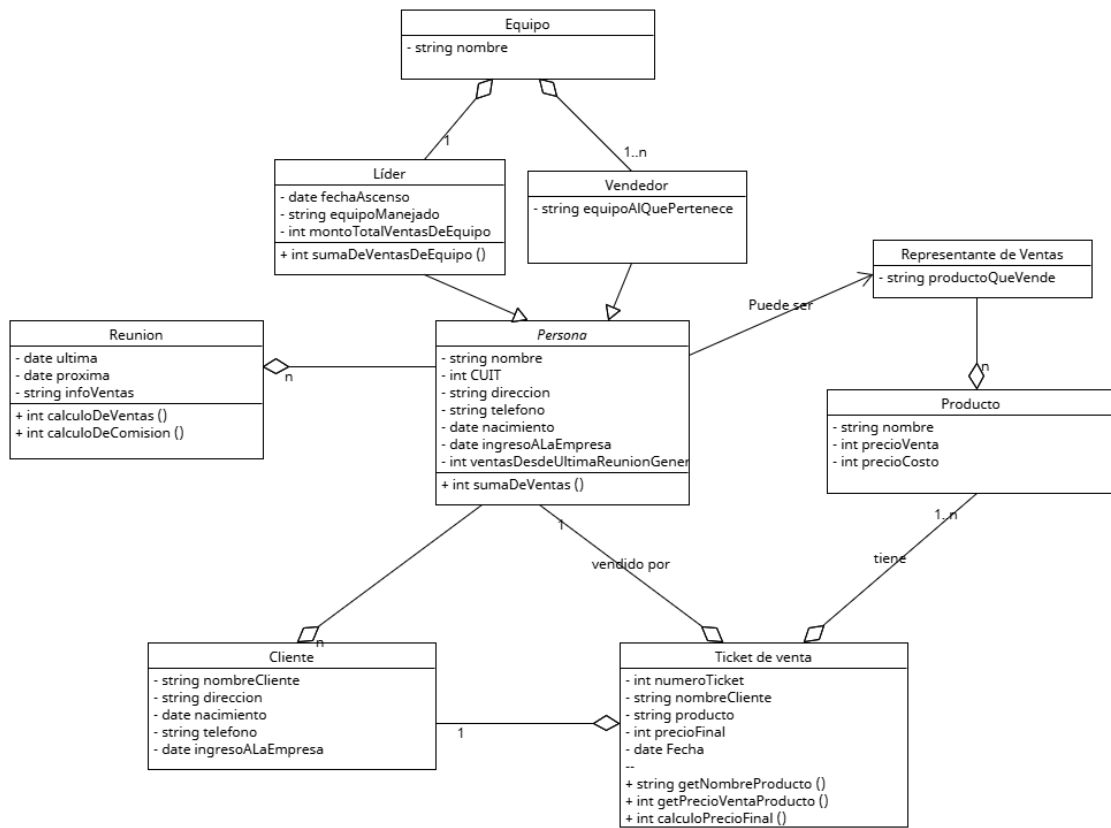 Equipo
- string nombre
1
1..n
Líder
- date fechaAscenso
- string equipoManejado
- int montoTotalVentasDeEquipo
+ int sumaDeVentasDeEquipo ()
Vendedor
- string equipoAlQuePertenece
Representante de Ventas
- string productoQueVende
Puede ser
Reunion
- date ultima
- date proxima
- string infoVentas
+ int calculoDeVentas ()
+ int calculoDeComision ()
n
Persona
- string nombre
- int CUIT
- string direccion
- string telefono
- date nacimiento
- date ingresoALaEmpresa
- int ventasDesdeUltimaReunionGener
+ int sumaDeVentas ()
n
Producto
- string nombre
- int precioVenta
- int precioCosto
1
1..n
vendido por
tiene
n
Cliente
- string nombreCliente
- string direccion
- date nacimiento
- string telefono
- date ingresoALaEmpresa
1
Ticket de venta
- int numeroTicket
- string nombreCliente
- string producto
- int precioFinal
- date Fecha
--
+ string getNombreProducto ()
+ int getPrecioVentaProducto ()
+ int calculoPrecioFinal ()